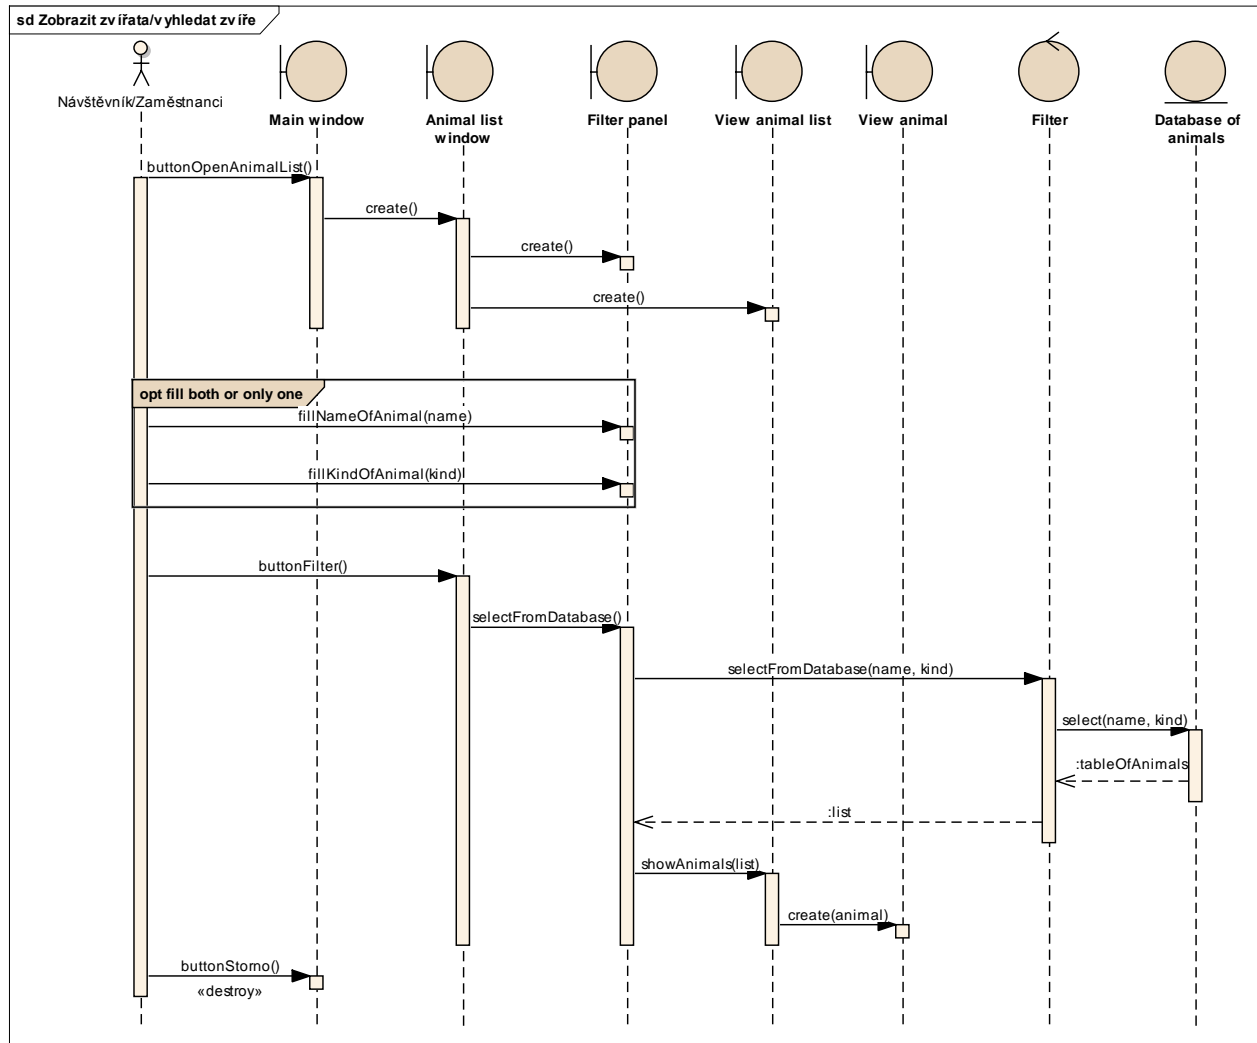 sd Zobrazit zvířata/vyhledat zvíře
Návštěvník/Zaměstnanci
Main window
Animal list
window
Filter panel
View animal list
View animal
Filter
Database of
animals
buttonOpenAnimalList()
create()
create()
create()
opt fill both or only one
fillNameOfAnimal(name)
fillKindOfAnimal(kind)
buttonFilter()
selectFromDatabase()
selectFromDatabase(name, kind)
select(name, kind)
:tableOfAnimals
:list
showAnimals(list)
create(animal)
buttonStorno()
«destroy»